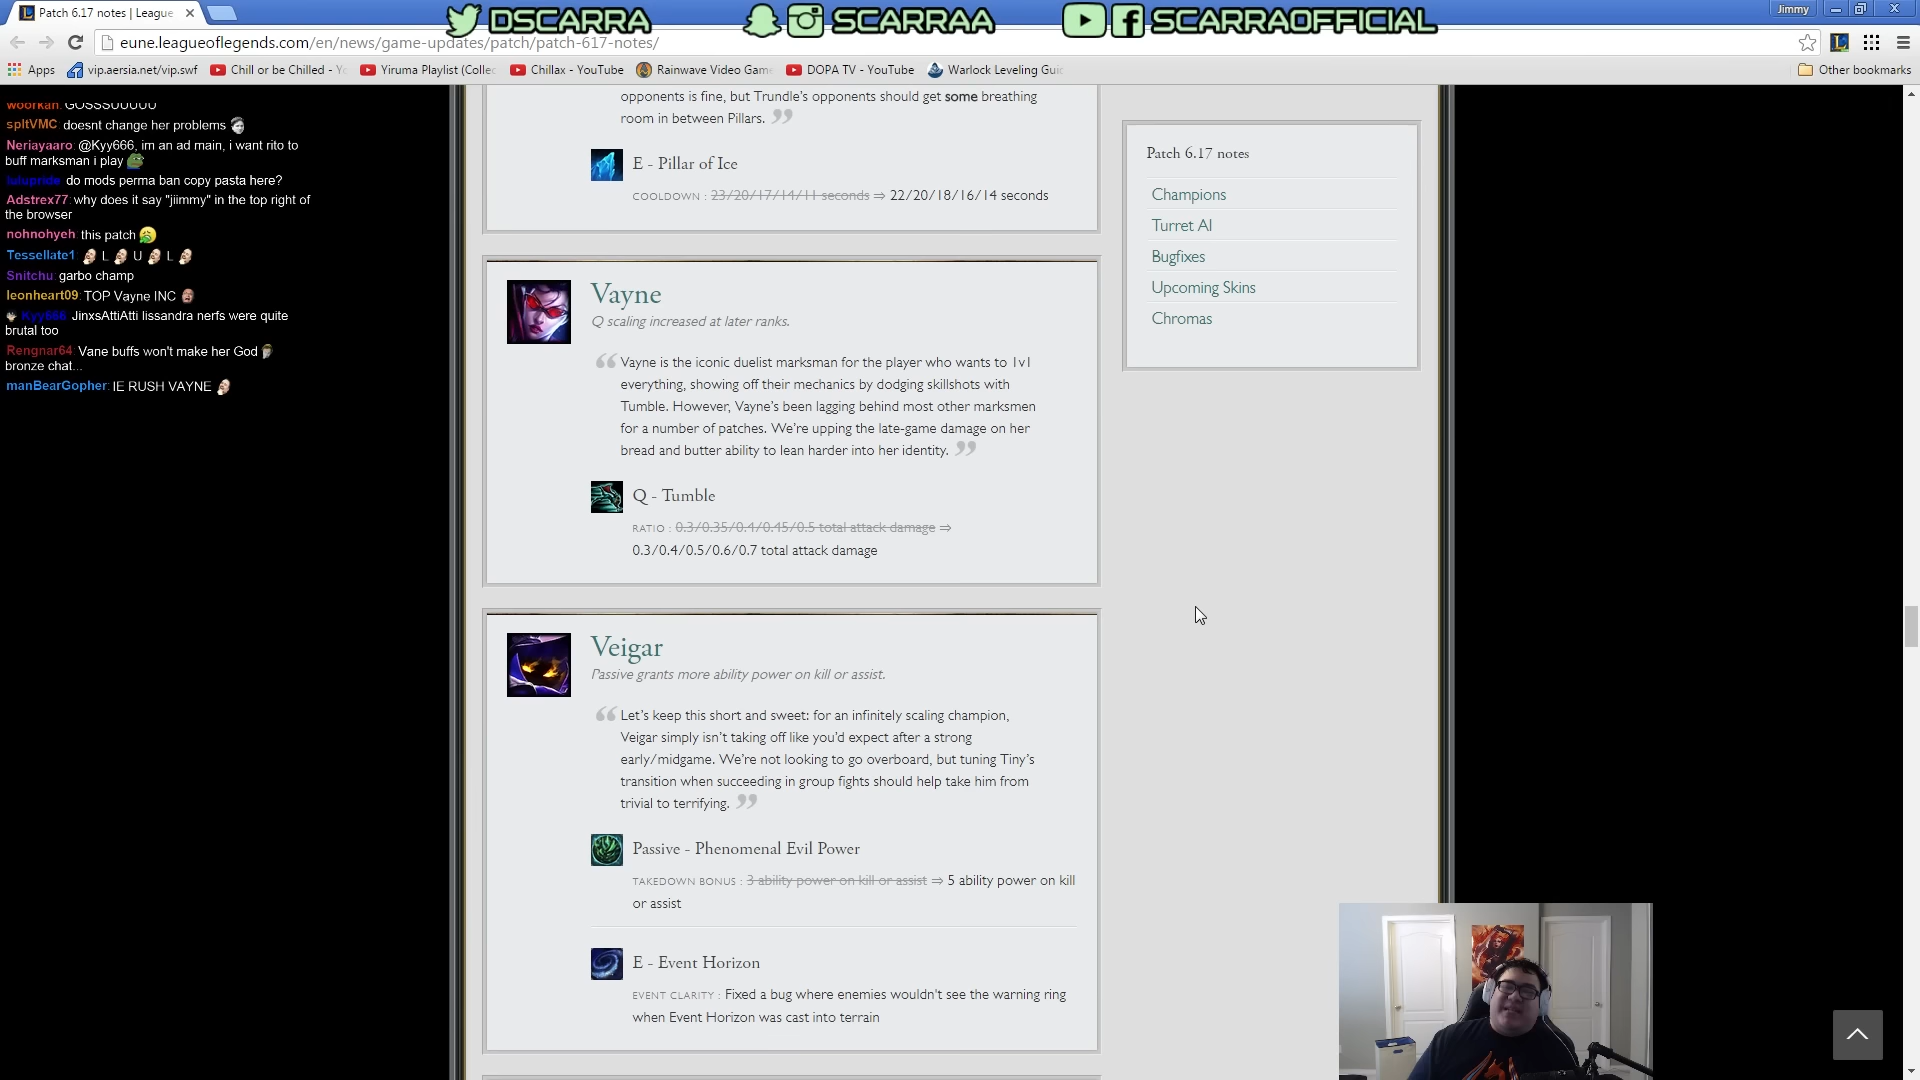 Patch 6.17 notes | League
Jimmy
DSCARRA
SCARRAA
SCARRAOFFICIAL
eune.leagueoflegends.com/en/news/game-updates/patch/patch-617-notes/
Apps
vip.aersia.net/vip.swf
Chill or be Chilled - Y
Yiruma Playlist (Collec
Chillax - YouTube
Rainwave Video Gam
DOPA TV - YouTube
Warlock Leveling Guid
Other bookmarks
woorkan: GOSSSUUUUU
spltVMC doesnt change her problems
Neriayaaro: @Kyy666, im an ad main, i want rito to
buff marksman i play
lulupride: do mods perma ban copy pasta here?
Adstrex77: why does it say "jiimmy" in the top right of
the browser
nohnohyeh this patch
Tessellate1: L U L
Snitchu: garbo champ
leonheart09: TOP Vayne INC
Kyy666: JinxsAttiAtti lissandra nerfs were quite
brutal too
Rengnar64: Vane buffs won't make her God
bronze chat...
manBearGopher: IE RUSH VAYNE
opponents is fine, but Trundle's opponents should get some breathing
room in between Pillars.
E - Pillar of Ice
COOLDOWN : 23/20/17/14/11 seconds ⇒ 22/20/18/16/14 seconds
Vayne
Q scaling increased at later ranks.
Vayne is the iconic duelist marksman for the player who wants to 1v1
everything, showing off their mechanics by dodging skillshots with
Tumble. However, Vayne's been lagging behind most other marksmen
for a number of patches. We're upping the late-game damage on her
bread and butter ability to lean harder into her identity.
Q - Tumble
RATIO : 0.3/0.35/0.4/0.45/0.5 total attack damage ⇒
0.3/0.4/0.5/0.6/0.7 total attack damage
Veigar
Passive grants more ability power on kill or assist.
Let's keep this short and sweet: for an infinitely scaling champion,
Veigar simply isn't taking off like you'd expect after a strong
early/midgame. We're not looking to go overboard, but tuning Tiny's
transition when succeeding in group fights should help take him from
trivial to terrifying.
Passive - Phenomenal Evil Power
TAKEDOWN BONUS : 3 ability power on kill or assist ⇒ 5 ability power on kill
or assist
E - Event Horizon
EVENT CLARITY : Fixed a bug where enemies wouldn't see the warning ring
when Event Horizon was cast into terrain
Patch 6.17 notes
Champions
Turret AI
Bugfixes
Upcoming Skins
Chromas